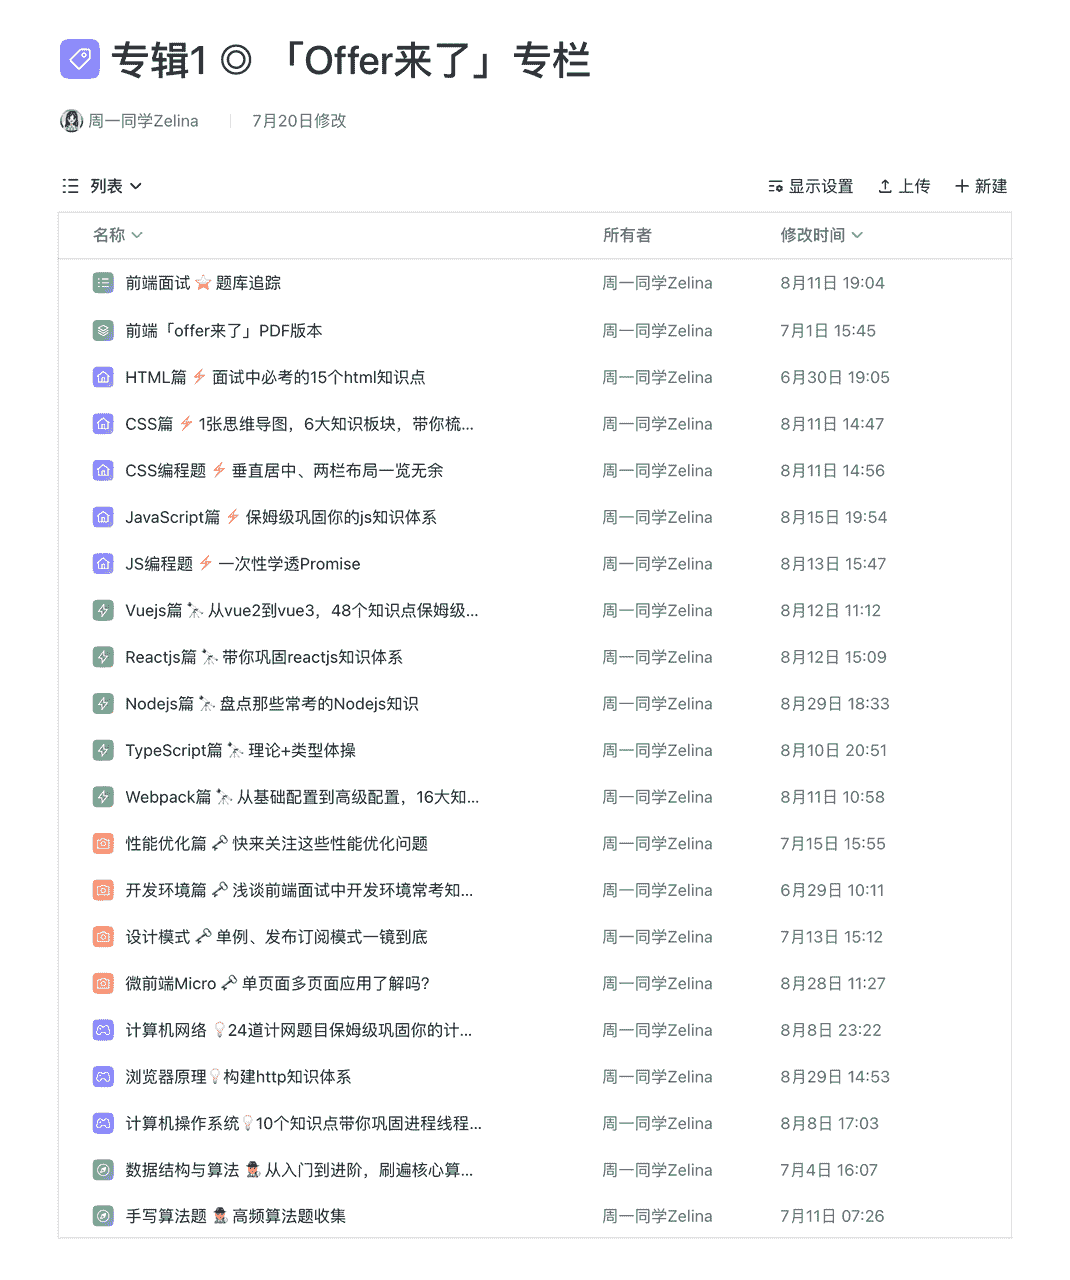 专辑1 ◎ 「Offer来了」专栏
周一同学Zelina 7月20日修改
列表 显示设置 上传 新建
名称 所有者 修改时间
前端面试 ⭐ 题库追踪 周一同学Zelina 8月11日 19:04
前端「offer来了」PDF版本 周一同学Zelina 7月1日 15:45
HTML篇 ⚡ 面试中必考的15个html知识点 周一同学Zelina 6月30日 19:05
CSS篇 ⚡ 1张思维导图，6大知识板块，带你梳... 周一同学Zelina 8月11日 14:47
CSS编程题 ⚡ 垂直居中、两栏布局一览无余 周一同学Zelina 8月11日 14:56
JavaScript篇 ⚡ 保姆级巩固你的js知识体系 周一同学Zelina 8月15日 19:54
JS编程题 ⚡ 一次性学透Promise 周一同学Zelina 8月13日 15:47
Vuejs篇 🔭 从vue2到vue3，48个知识点保姆级... 周一同学Zelina 8月12日 11:12
Reactjs篇 🔭 带你巩固reactjs知识体系 周一同学Zelina 8月12日 15:09
Nodejs篇 🔭 盘点那些常考的Nodejs知识 周一同学Zelina 8月29日 18:33
TypeScript篇 🔭 理论+类型体操 周一同学Zelina 8月10日 20:51
Webpack篇 🔭 从基础配置到高级配置，16大知... 周一同学Zelina 8月11日 10:58
性能优化篇 🗝 快来关注这些性能优化问题 周一同学Zelina 7月15日 15:55
开发环境篇 🗝 浅谈前端面试中开发环境常考知... 周一同学Zelina 6月29日 10:11
设计模式 🗝 单例、发布订阅模式一镜到底 周一同学Zelina 7月13日 15:12
微前端Micro 🗝 单页面多页面应用了解吗？ 周一同学Zelina 8月28日 11:27
计算机网络 💡24道计网题目保姆级巩固你的计... 周一同学Zelina 8月8日 23:22
浏览器原理💡构建http知识体系 周一同学Zelina 8月29日 14:53
计算机操作系统💡10个知识点带你巩固进程线程... 周一同学Zelina 8月8日 17:03
数据结构与算法 🕵 从入门到进阶，刷遍核心算... 周一同学Zelina 7月4日 16:07
手写算法题 🕵 高频算法题收集 周一同学Zelina 7月11日 07:26